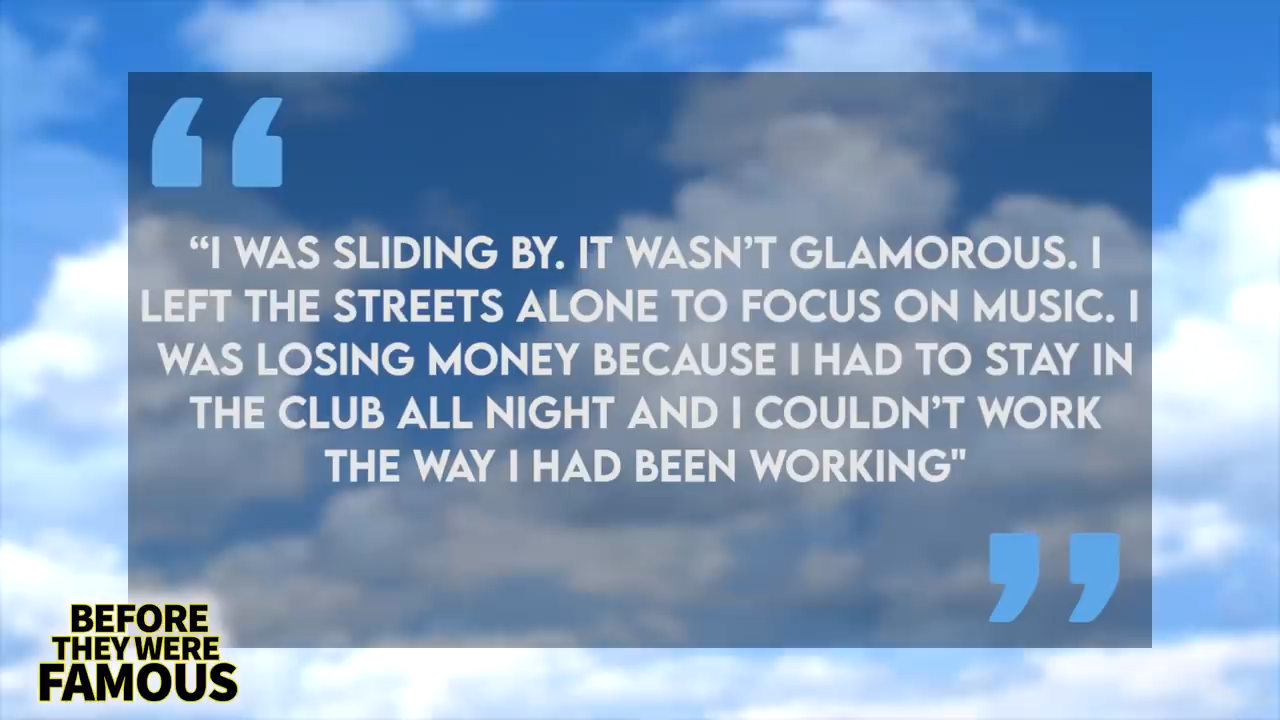 “I WAS SLIDING BY. IT WASN’T GLAMOROUS. I
LEFT THE STREETS ALONE TO FOCUS ON MUSIC. I
WAS LOSING MONEY BECAUSE I HAD TO STAY IN
THE CLUB ALL NIGHT AND I COULDN’T WORK
THE WAY I HAD BEEN WORKING"
BEFORE
THEY WERE
FAMOUS